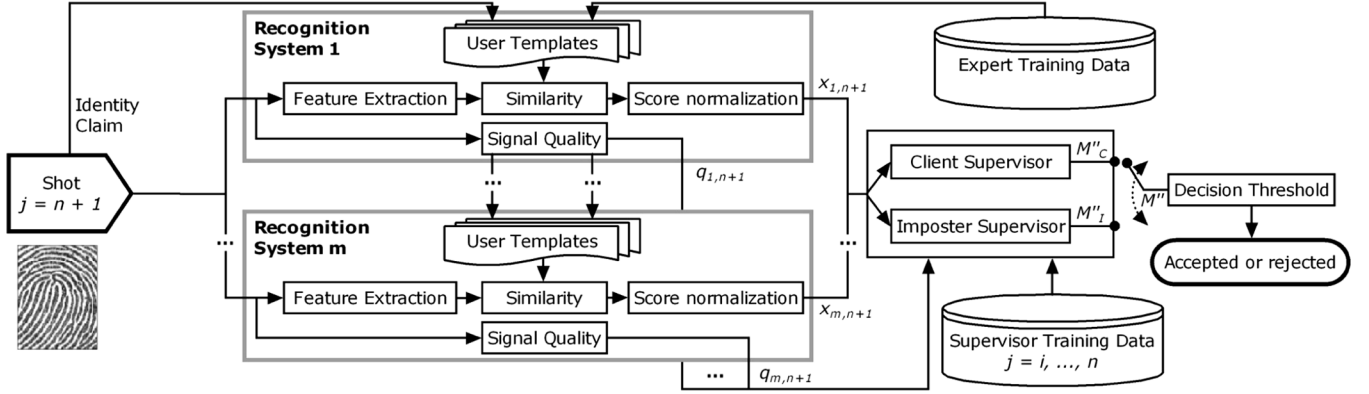 Identity
Claim
Shot
j = n + 1
Recognition
System 1
User Templates
Feature Extraction
Similarity
Score normalization
x1,n+1
Signal Quality
q1,n+1
...
...
...
...
Recognition
System m
User Templates
Feature Extraction
Similarity
Score normalization
xm,n+1
Signal Quality
...
qm,n+1
Expert Training Data
Client Supervisor
M"C
Imposter Supervisor
M"I
M"
Decision Threshold
Accepted or rejected
Supervisor Training Data
j = i, ..., n